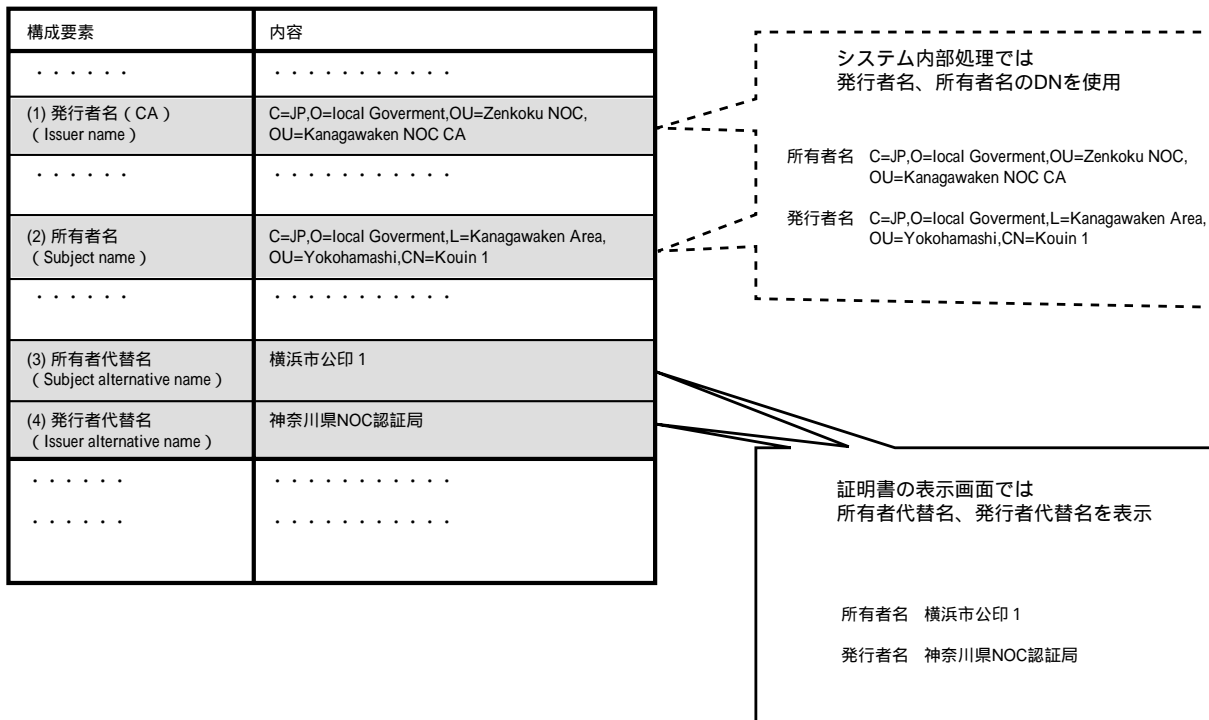 構成要素 内容
・・・・・・ ・・・・・・・・・・・
(1) 発行者名（CA） C=JP,O=local Goverment,OU=Zenkoku NOC,
（Issuer name） OU=Kanagawaken NOC CA
・・・・・・ ・・・・・・・・・・・
(2) 所有者名 C=JP,O=local Goverment,L=Kanagawaken Area,
（Subject name） OU=Yokohamashi,CN=Kouin 1
・・・・・・ ・・・・・・・・・・・
(3) 所有者代替名 横浜市公印 1
（Subject alternative name）
(4) 発行者代替名 神奈川県NOC認証局
（Issuer alternative name）
・・・・・・ ・・・・・・・・・・・
・・・・・・ ・・・・・・・・・・・
システム内部処理では
発行者名、所有者名のDNを使用
所有者名 C=JP,O=local Goverment,OU=Zenkoku NOC,
OU=Kanagawaken NOC CA
発行者名 C=JP,O=local Goverment,L=Kanagawaken Area,
OU=Yokohamashi,CN=Kouin 1
証明書の表示画面では
所有者代替名、発行者代替名を表示
所有者名 横浜市公印 1
発行者名 神奈川県NOC認証局